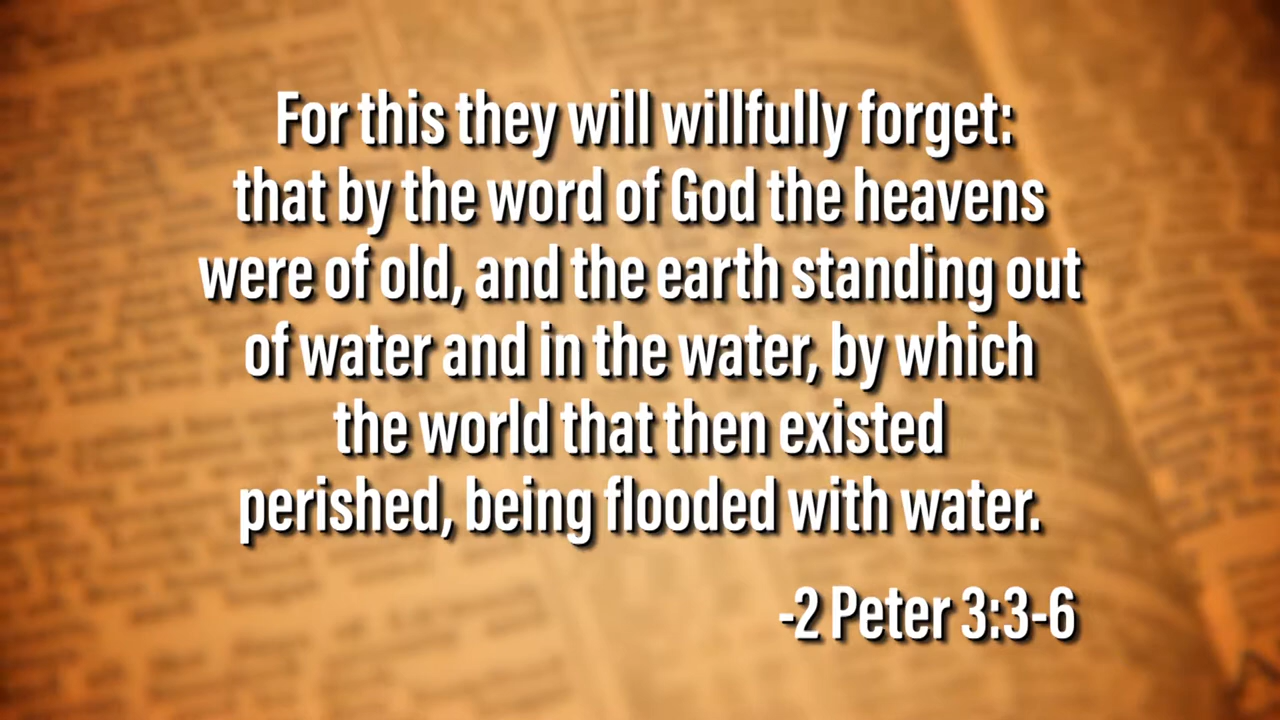 For this they will willfully forget:
that by the word of God the heavens
were of old, and the earth standing out
of water and in the water, by which
the world that then existed
perished, being flooded with water.
-2 Peter 3:3-6